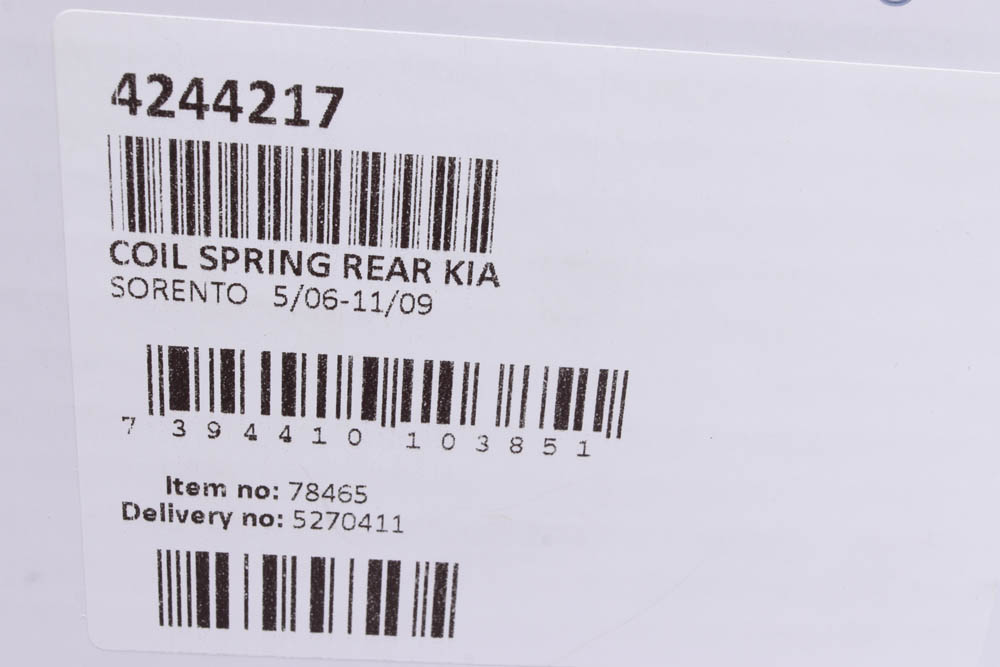 4244217
COIL SPRING REAR KIA
SORENTO 5/06-11/09
7 394410 103851
Item no: 78465
Delivery no: 5270411